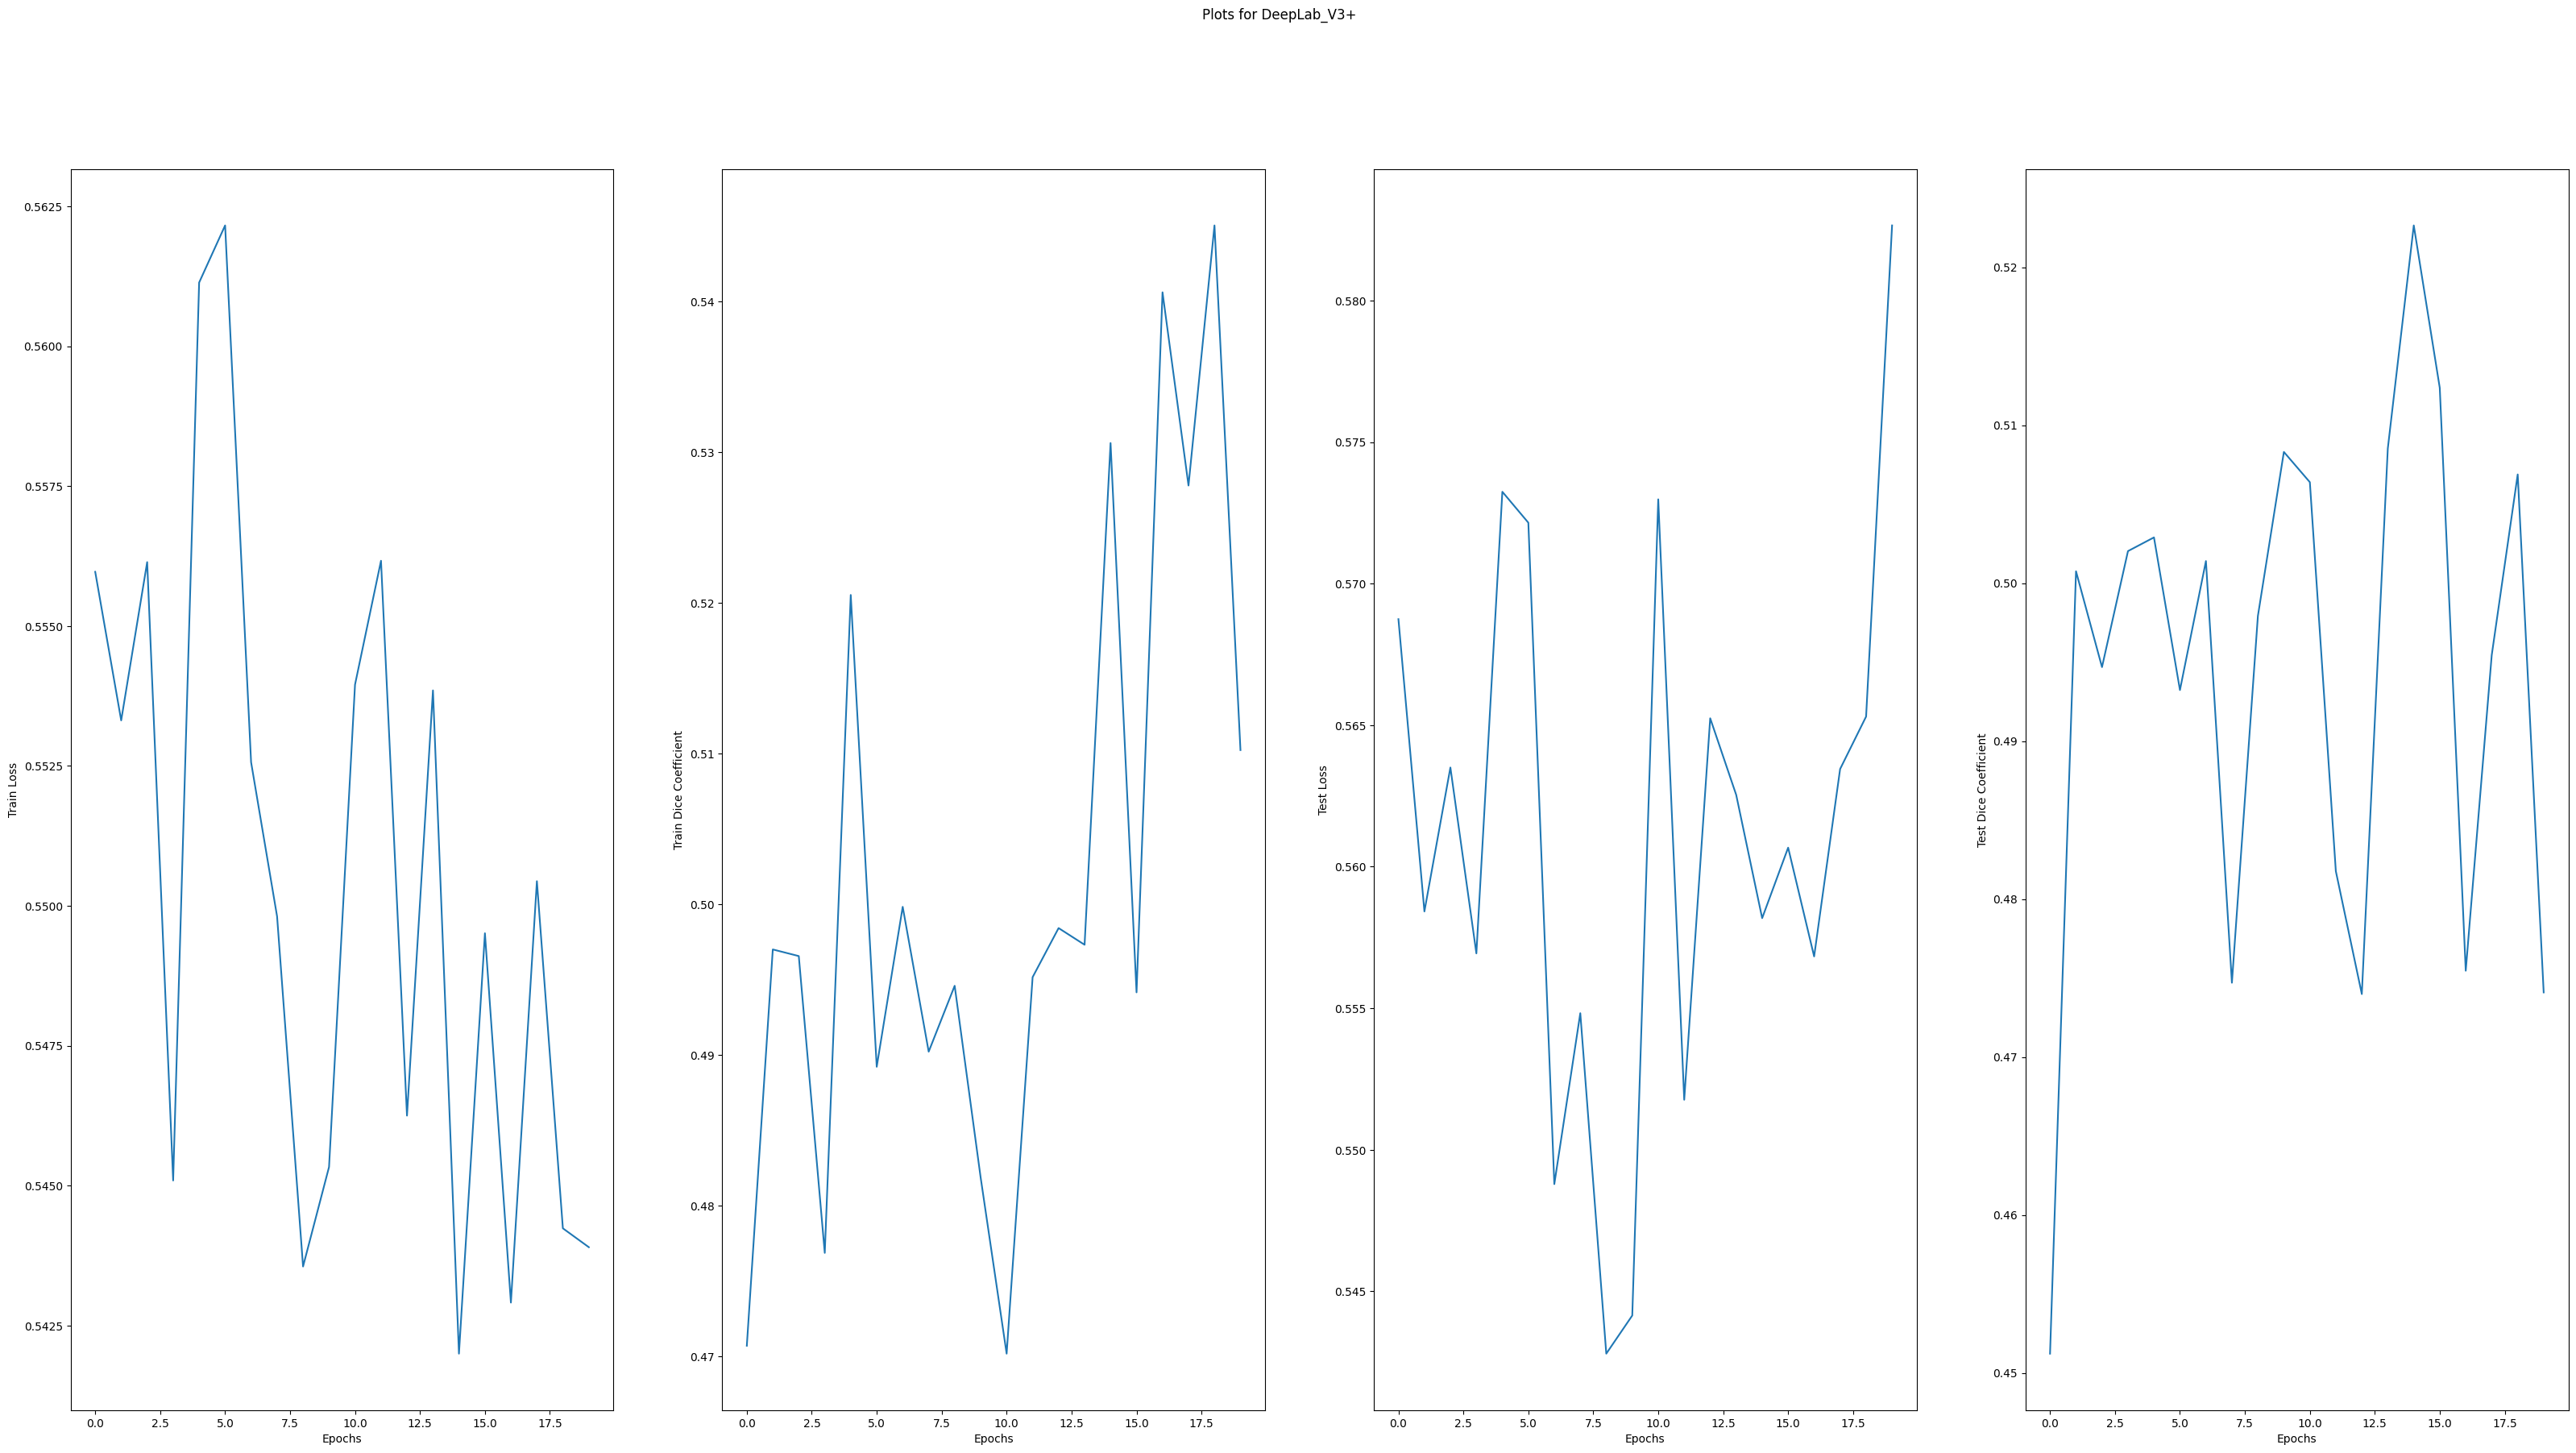 Plots for DeepLab_V3+
0.5625
0.5600
0.5575
0.5550
0.5525
0.5500
0.5475
0.5450
0.5425
Train Loss
0.0 2.5 5.0 7.5 10.0 12.5 15.0 17.5
Epochs
0.54
0.53
0.52
0.51
0.50
0.49
0.48
0.47
Train Dice Coefficient
0.0 2.5 5.0 7.5 10.0 12.5 15.0 17.5
Epochs
0.580
0.575
0.570
0.565
0.560
0.555
0.550
0.545
Test Loss
0.0 2.5 5.0 7.5 10.0 12.5 15.0 17.5
Epochs
0.52
0.51
0.50
0.49
0.48
0.47
0.46
0.45
Test Dice Coefficient
0.0 2.5 5.0 7.5 10.0 12.5 15.0 17.5
Epochs